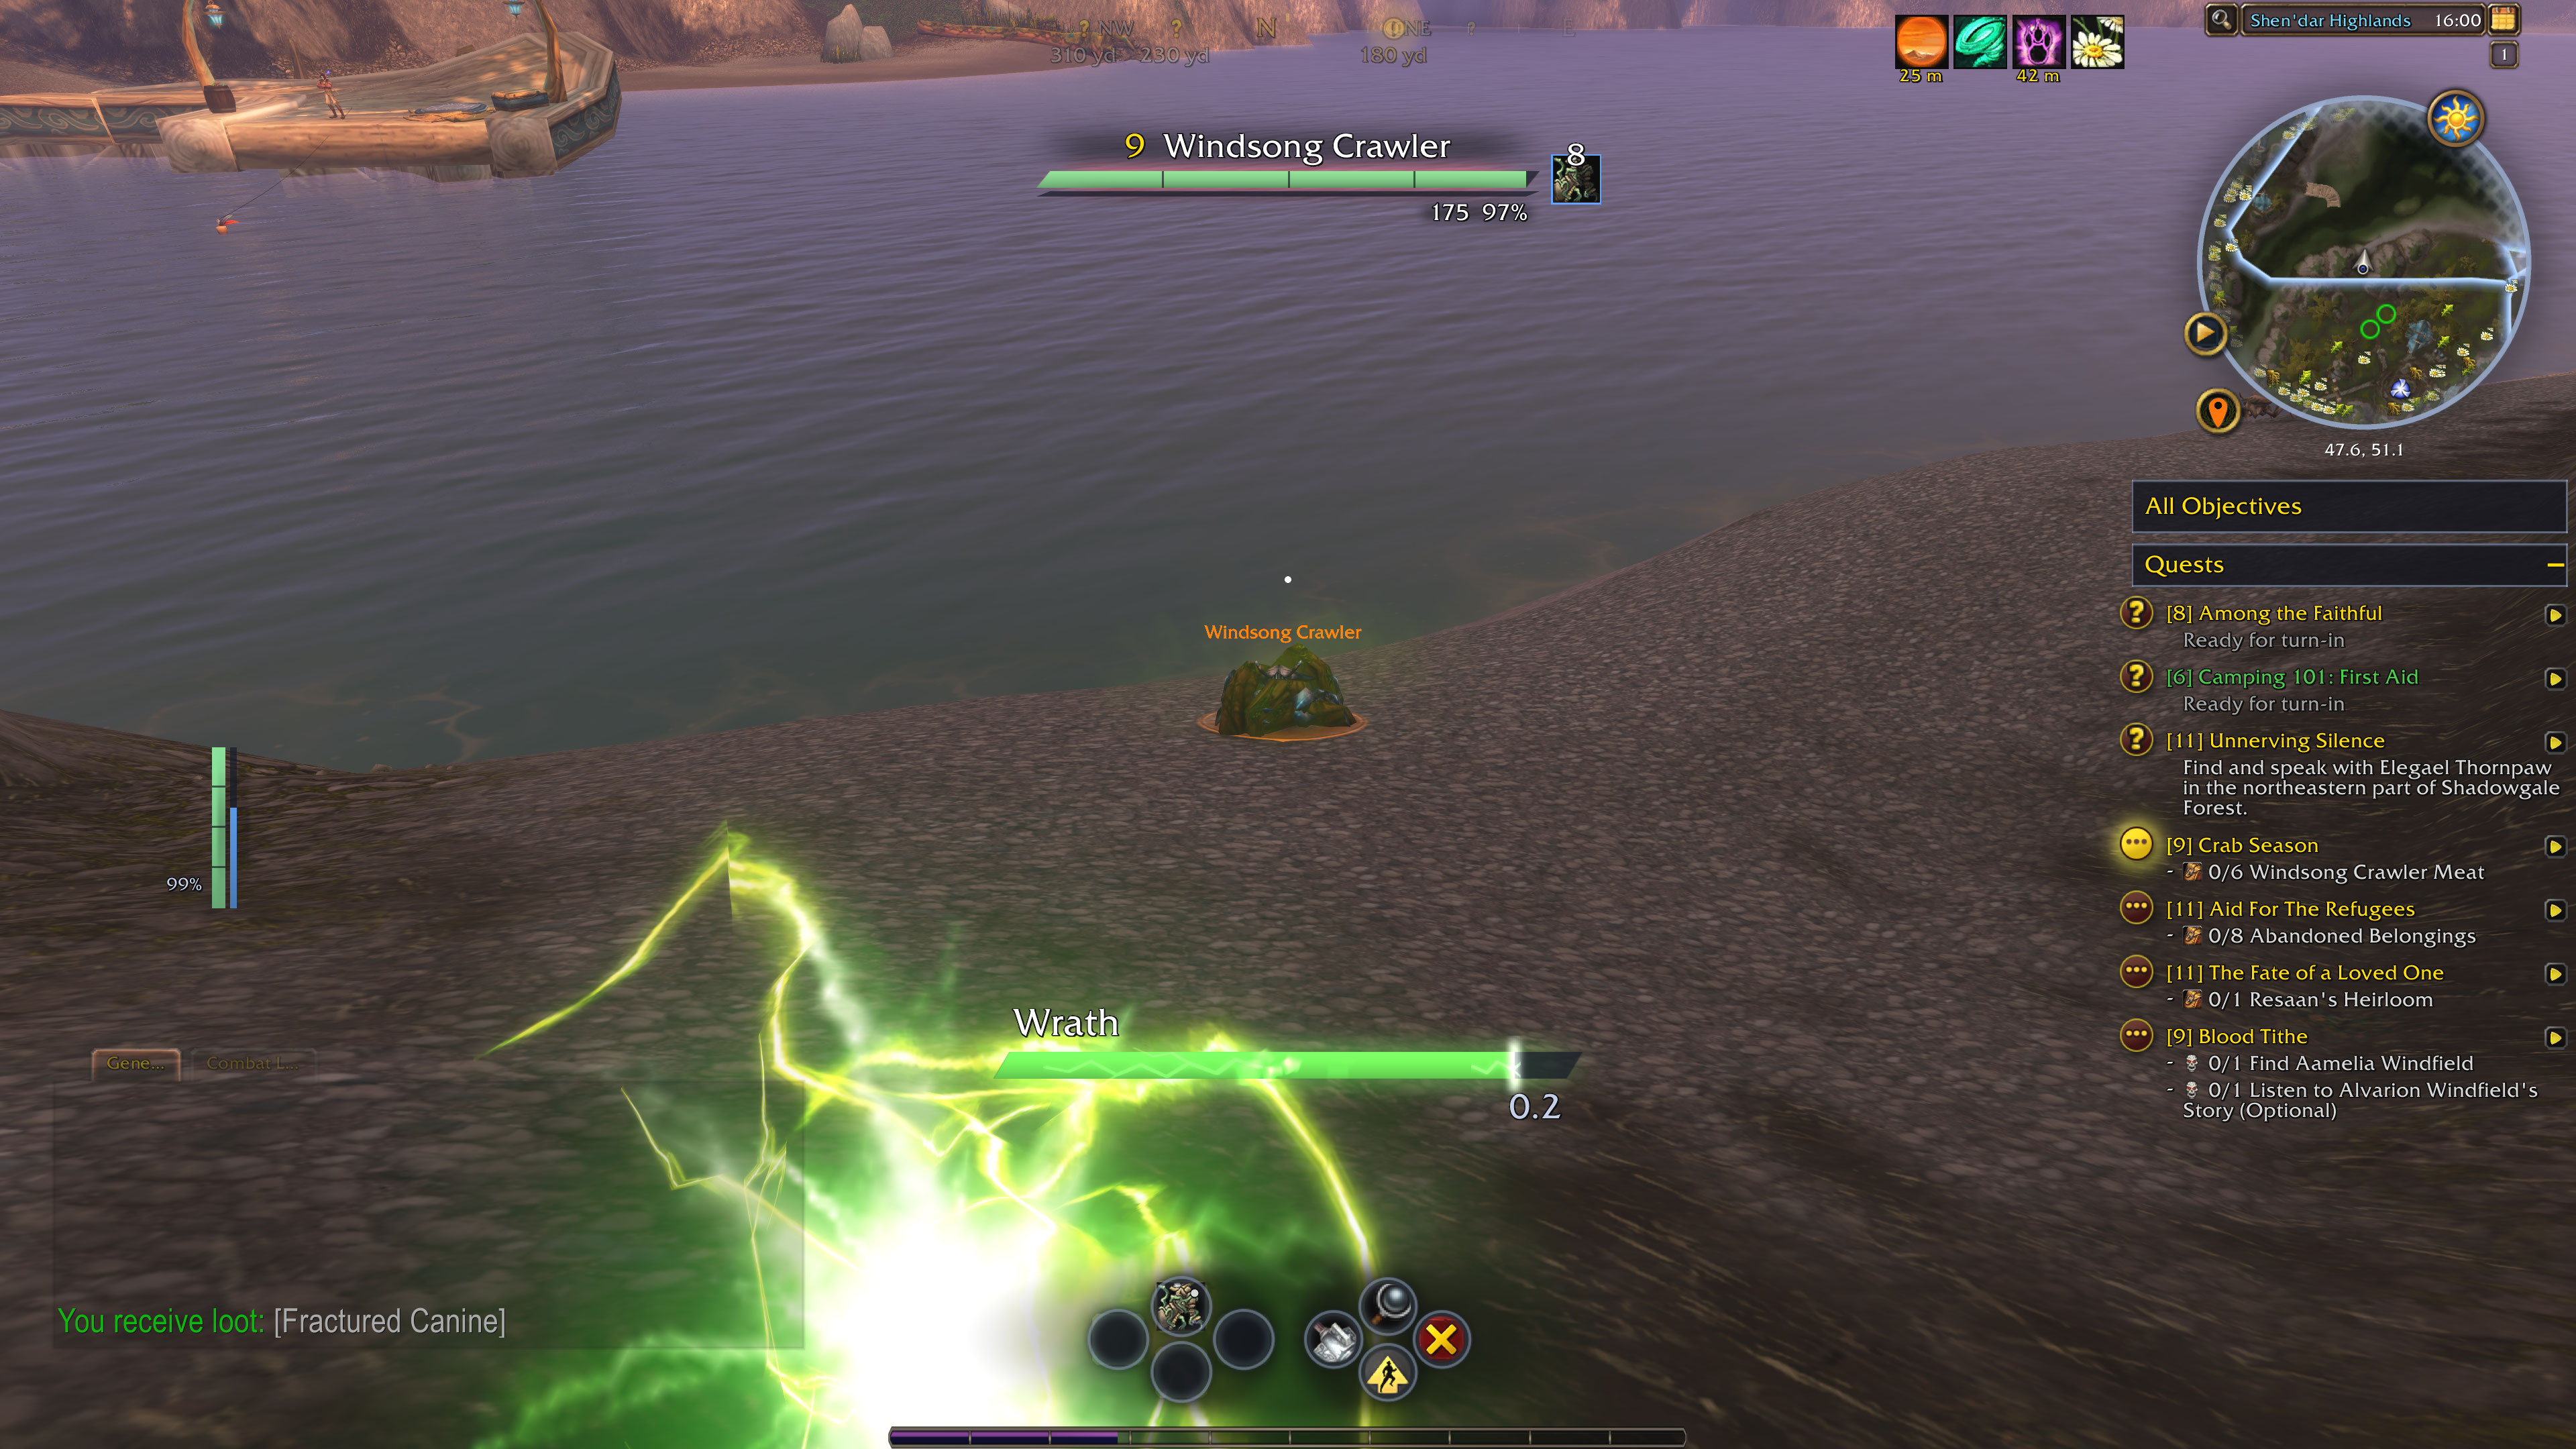 NW N NE E
310 yd 230 yd 180 yd
25 m 42 m
Shen'dar Highlands 16:00
1
9 Windsong Crawler
8
175 97%
47.6, 51.1
All Objectives
Quests
[8] Among the Faithful
Ready for turn-in
[6] Camping 101: First Aid
Ready for turn-in
[11] Unnerving Silence
Find and speak with Elegael Thornpaw
in the northeastern part of Shadowgale
Forest.
[9] Crab Season
- 0/6 Windsong Crawler Meat
[11] Aid For The Refugees
- 0/8 Abandoned Belongings
[11] The Fate of a Loved One
- 0/1 Resaan's Heirloom
[9] Blood Tithe
- 0/1 Find Aamelia Windfield
- 0/1 Listen to Alvarion Windfield's
Story (Optional)
Windsong Crawler
99%
Wrath
0.2
Gene... Combat L...
You receive loot: [Fractured Canine]